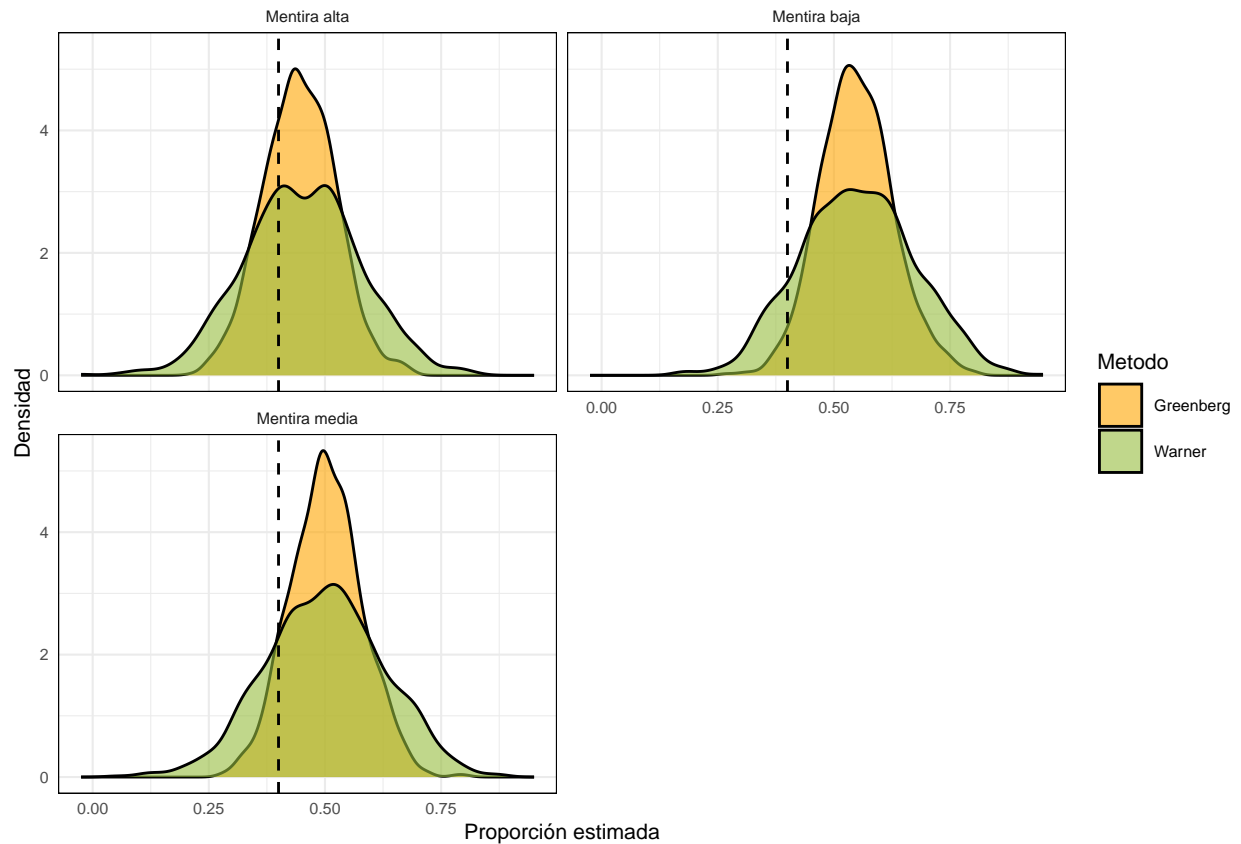 Mentira alta
Mentira baja
4
2
0
0.00 0.25 0.50 0.75
Mentira media
4
2
0
0.00 0.25 0.50 0.75
Densidad
Proporción estimada
Metodo
Greenberg
Warner